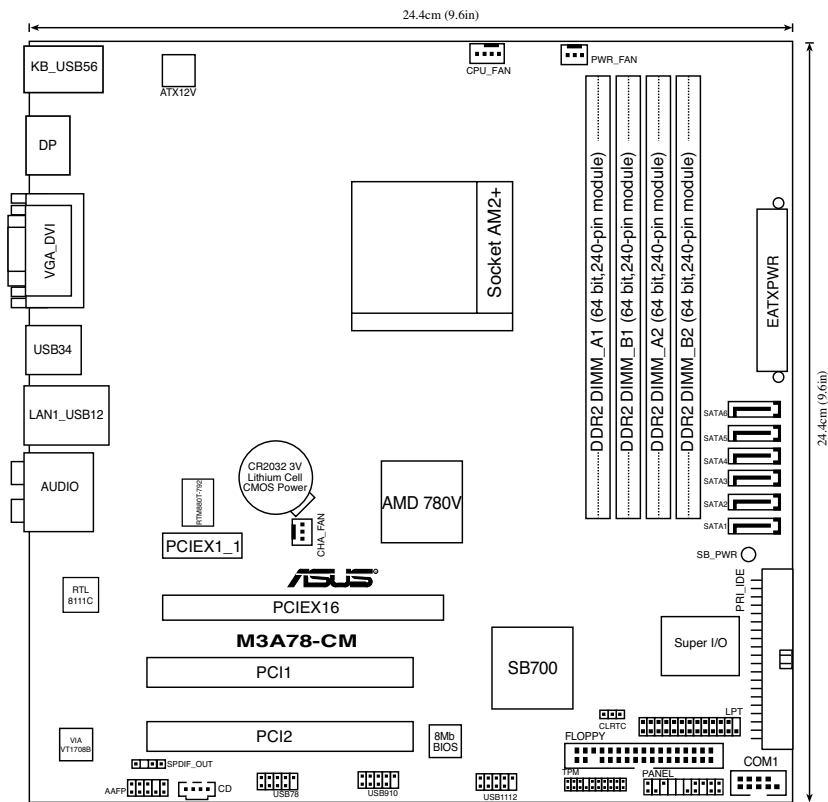 24.4cm (9.6in)
KB_USB56
ATX12V
CPU_FAN
PWR_FAN
DP
VGA_DVI
Socket AM2+
DDR2 DIMM_A1 (64 bit,240-pin module)
DDR2 DIMM_B1 (64 bit,240-pin module)
DDR2 DIMM_A2 (64 bit,240-pin module)
DDR2 DIMM_B2 (64 bit,240-pin module)
EATXPWR
24.4cm (9.6in)
USB34
LAN1_USB12
AUDIO
SATA6
SATA5
SATA4
SATA3
SATA2
SATA1
CR2032 3V
Lithium Cell
CMOS Power
RTM880T-792
AMD 780V
CHA_FAN
PCIEX1_1
SB_PWR
PRI_IDE
ASUS
RTL
8111C
PCIEX16
M3A78-CM
Super I/O
PCI1
SB700
CLRTC
LPT
VIA
VT1708B
PCI2
8Mb
BIOS
FLOPPY
SPDIF_OUT
COM1
AAFP
CD
USB78
USB910
USB1112
TPM
PANEL